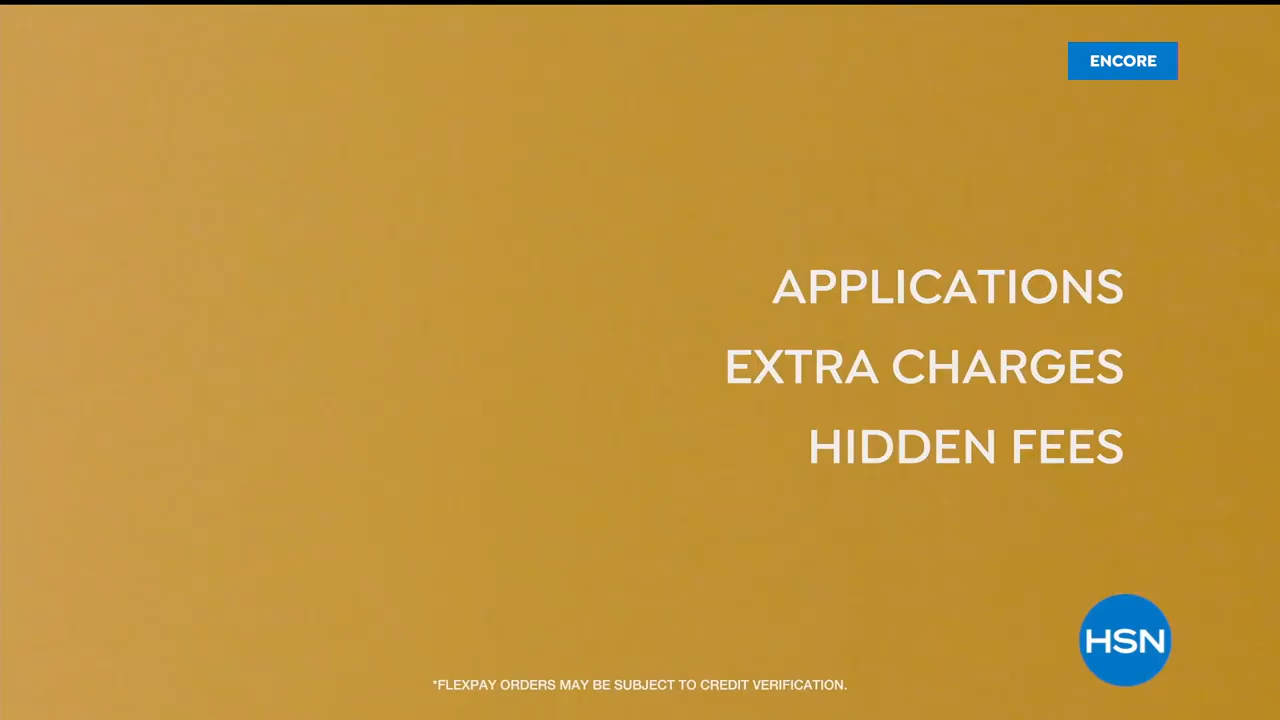 ENCORE
APPLICATIONS
EXTRA CHARGES
HIDDEN FEES
HSN
*FLEXPAY ORDERS MAY BE SUBJECT TO CREDIT VERIFICATION.